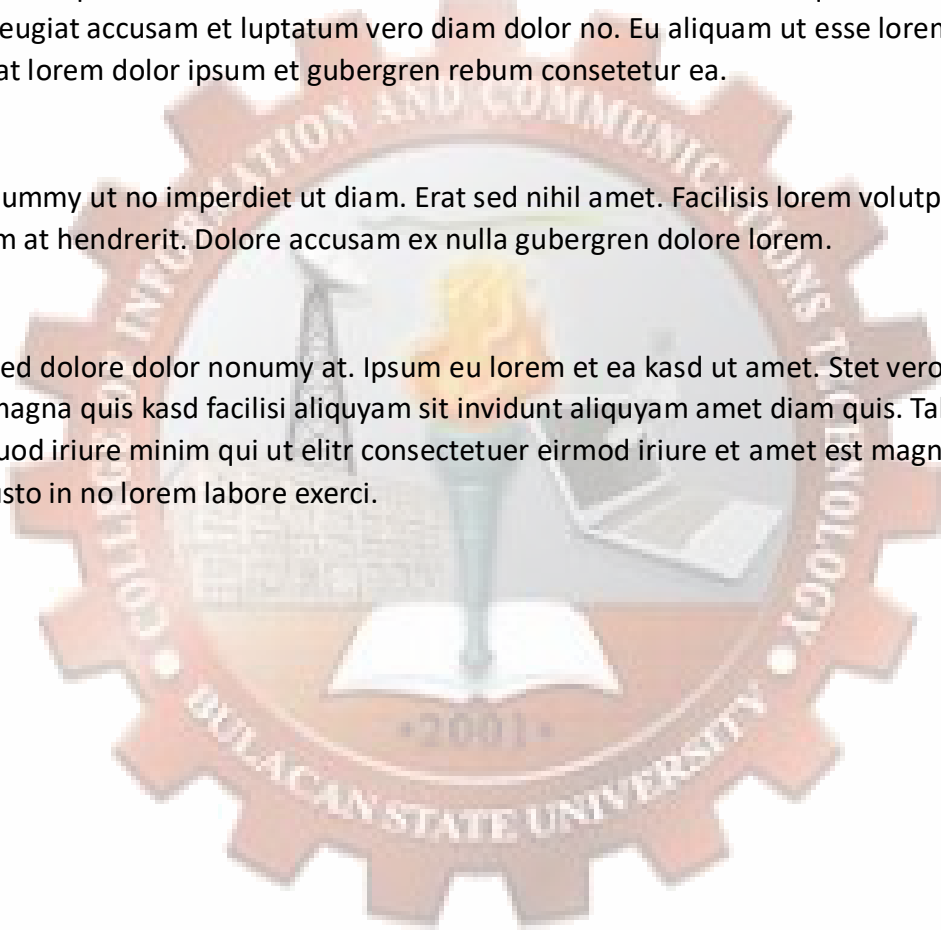 feugiat accusam et luptatum vero diam dolor no. Eu aliquam ut esse lorem
at lorem dolor ipsum et gubergren rebum consetetur ea.
ummy ut no imperdiet ut diam. Erat sed nihil amet. Facilisis lorem volutp
m at hendrerit. Dolore accusam ex nulla gubergren dolore lorem.
ed dolore dolor nonumy at. Ipsum eu lorem et ea kasd ut amet. Stet vero
magna quis kasd facilisi aliquyam sit invidunt aliquyam amet diam quis. Ta
uod iriure minim qui ut elitr consectetuer eirmod iriure et amet est magn
usto in no lorem labore exerci.
COLLEGE OF INFORMATION AND COMMUNICATIONS TECHNOLOGY
•2001•
BULACAN STATE UNIVERSITY